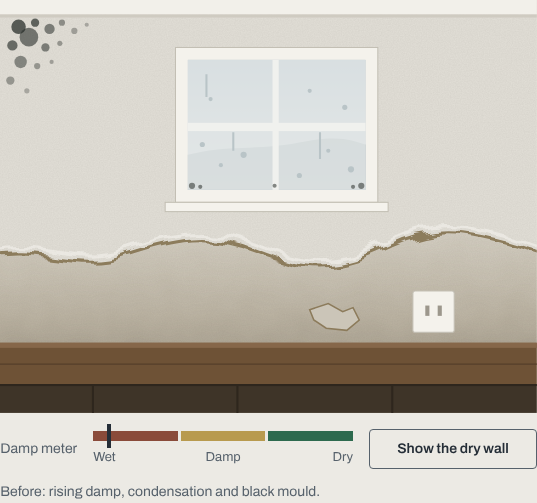 Damp meter
Wet
Damp
Dry
Show the dry wall
Before: rising damp, condensation and black mould.